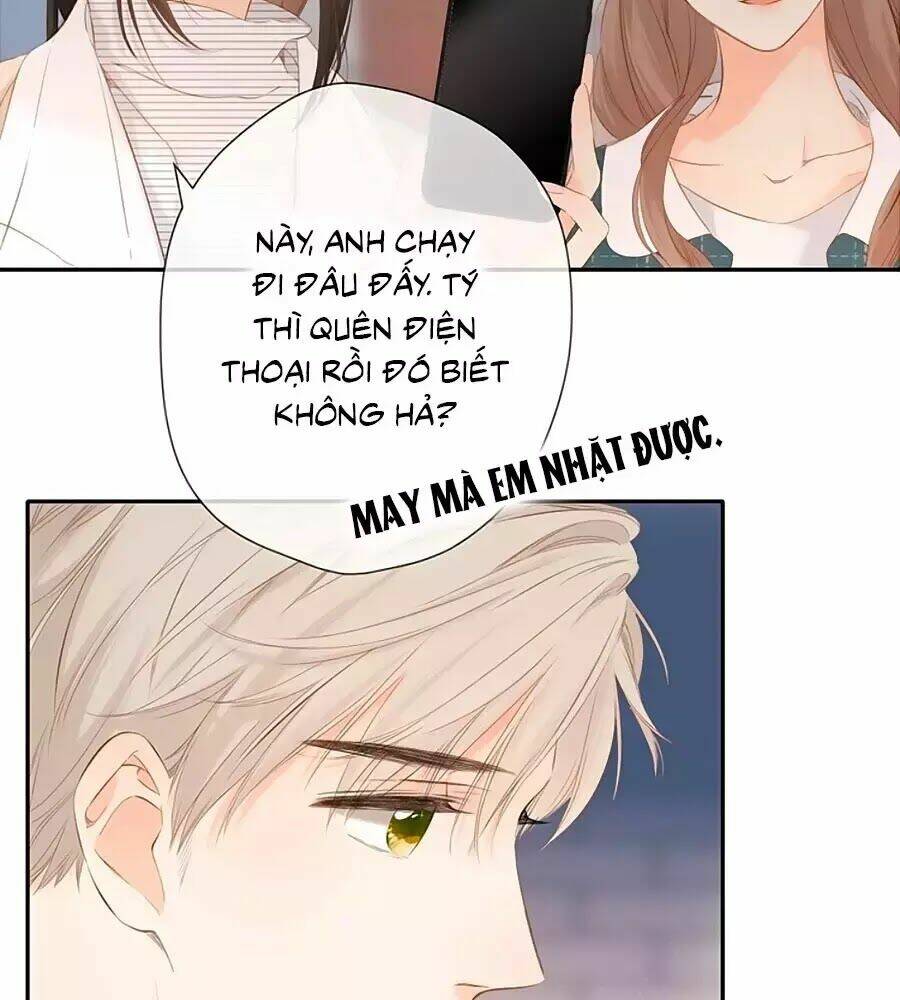 NÀY, ANH CHẠY
ĐI ĐÂU ĐẤY. TÝ
THÌ QUÊN ĐIỆN
THOẠI RỒI ĐÓ BIẾT
KHÔNG HẢ?
MAY MÀ EM NHẶT ĐƯỢC.